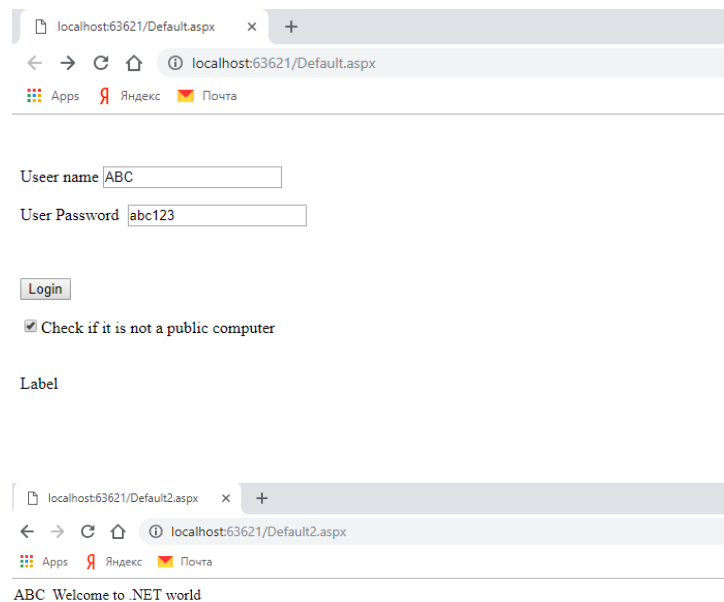 localhost:63621/Default.aspx
localhost:63621/Default.aspx
Apps Яндекс Почта
Useer name ABC
User Password abc123
Login
Check if it is not a public computer
Label
localhost:63621/Default2.aspx
localhost:63621/Default2.aspx
Apps Яндекс Почта
ABC Welcome to .NET world